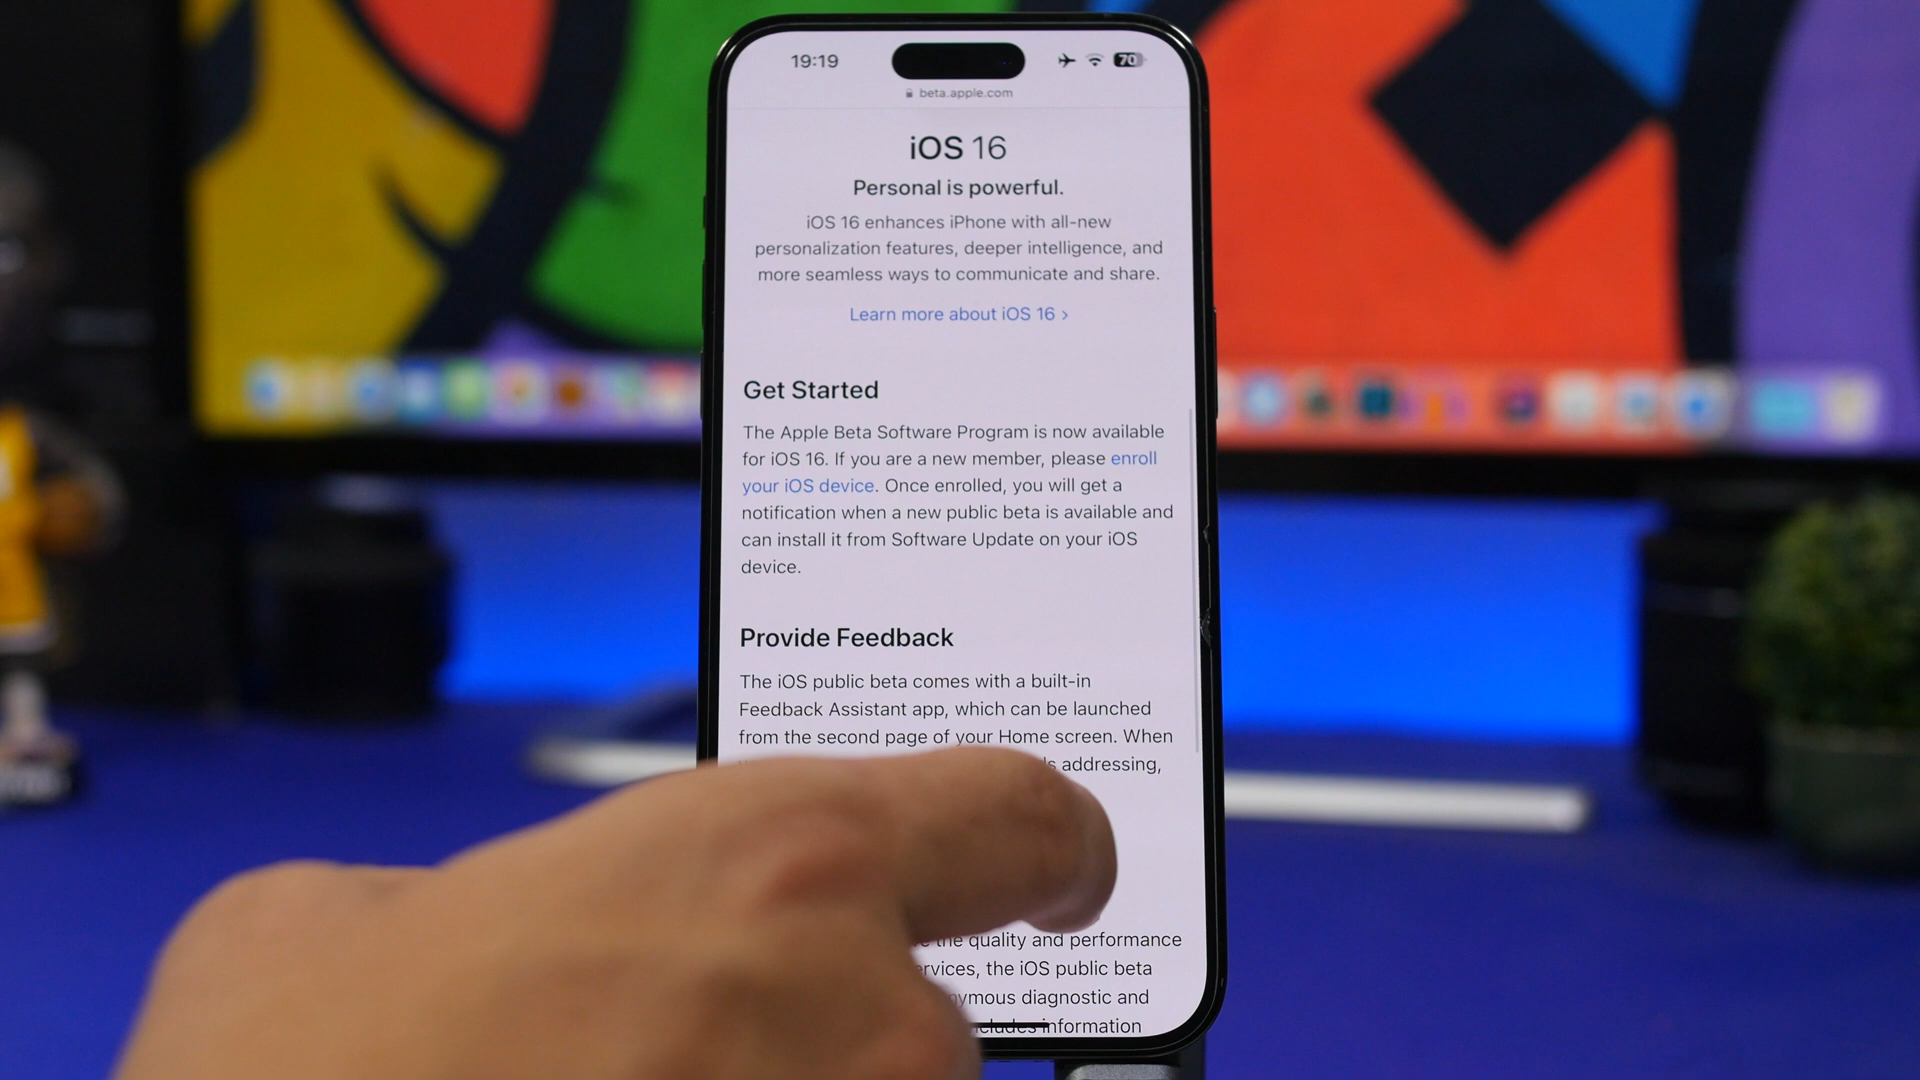 19:19
70
beta.apple.com
iOS 16
Personal is powerful.
iOS 16 enhances iPhone with all-new
personalization features, deeper intelligence, and
more seamless ways to communicate and share.
Learn more about iOS 16 >
Get Started
The Apple Beta Software Program is now available
for iOS 16. If you are a new member, please enroll
your iOS device. Once enrolled, you will get a
notification when a new public beta is available and
can install it from Software Update on your iOS
device.
Provide Feedback
The iOS public beta comes with a built-in
Feedback Assistant app, which can be launched
from the second page of your Home screen. When
addressing,
the quality and performance
the iOS public beta
diagnostic and
information